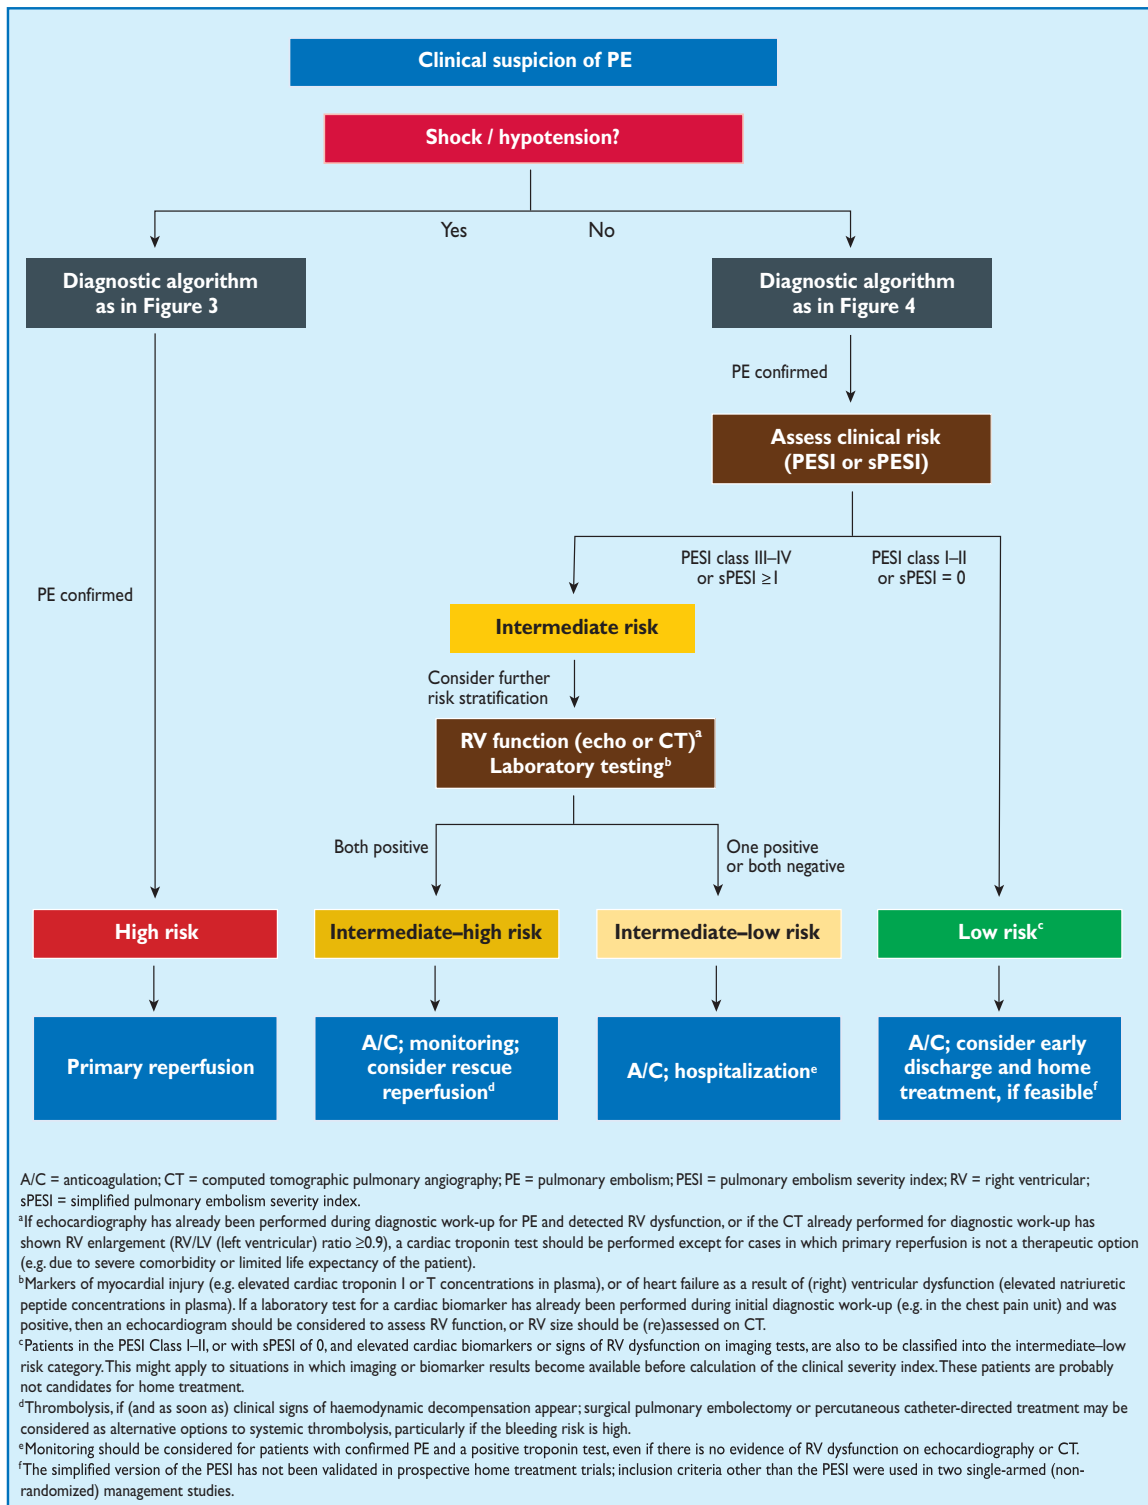 Clinical suspicion of PE
Shock / hypotension?
Yes
No
Diagnostic algorithm
as in Figure 3
Diagnostic algorithm
as in Figure 4
PE confirmed
Assess clinical risk
(PESI or sPESI)
PESI class III–IV
or sPESI ≥1
PESI class I–II
or sPESI = 0
PE confirmed
Intermediate risk
Consider further
risk stratification
RV function (echo or CT)a
Laboratory testingb
Both positive
One positive
or both negative
High risk
Intermediate–high risk
Intermediate–low risk
Low riskc
Primary reperfusion
A/C; monitoring;
consider rescue
reperfusiond
A/C; hospitalizatione
A/C; consider early
discharge and home
treatment, if feasiblef
A/C = anticoagulation; CT = computed tomographic pulmonary angiography; PE = pulmonary embolism; PESI = pulmonary embolism severity index; RV = right ventricular;
sPESI = simplified pulmonary embolism severity index.
aIf echocardiography has already been performed during diagnostic work-up for PE and detected RV dysfunction, or if the CT already performed for diagnostic work-up has
shown RV enlargement (RV/LV (left ventricular) ratio ≥0.9), a cardiac troponin test should be performed except for cases in which primary reperfusion is not a therapeutic option
(e.g. due to severe comorbidity or limited life expectancy of the patient).
bMarkers of myocardial injury (e.g. elevated cardiac troponin I or T concentrations in plasma), or of heart failure as a result of (right) ventricular dysfunction (elevated natriuretic
peptide concentrations in plasma). If a laboratory test for a cardiac biomarker has already been performed during initial diagnostic work-up (e.g. in the chest pain unit) and was
positive, then an echocardiogram should be considered to assess RV function, or RV size should be (re)assessed on CT.
cPatients in the PESI Class I–II, or with sPESI of 0, and elevated cardiac biomarkers or signs of RV dysfunction on imaging tests, are also to be classified into the intermediate–low
risk category. This might apply to situations in which imaging or biomarker results become available before calculation of the clinical severity index. These patients are probably
not candidates for home treatment.
dThrombolysis, if (and as soon as) clinical signs of haemodynamic decompensation appear; surgical pulmonary embolectomy or percutaneous catheter-directed treatment may be
considered as alternative options to systemic thrombolysis, particularly if the bleeding risk is high.
eMonitoring should be considered for patients with confirmed PE and a positive troponin test, even if there is no evidence of RV dysfunction on echocardiography or CT.
fThe simplified version of the PESI has not been validated in prospective home treatment trials; inclusion criteria other than the PESI were used in two single-armed (non-
randomized) management studies.